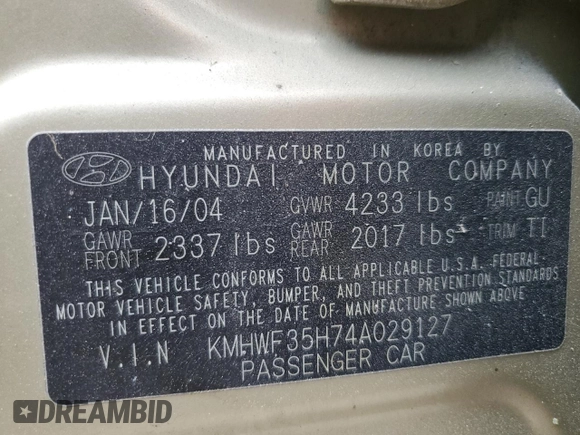 MANUFACTURED IN KOREA BY
HYUNDAI MOTOR COMPANY
JAN/16/04 GVWR 4233 lbs PAINT GU
GAWR FRONT 2337 lbs GAWR REAR 2017 lbs TRIM TI
THIS VEHICLE CONFORMS TO ALL APPLICABLE U.S.A. FEDERAL
MOTOR VEHICLE SAFETY, BUMPER, AND THEFT PREVENTION STANDARDS
IN EFFECT ON THE DATE OF MANUFACTURE SHOWN ABOVE
V.I.N KMHWF35H74A029127
PASSENGER CAR
DREAMBID